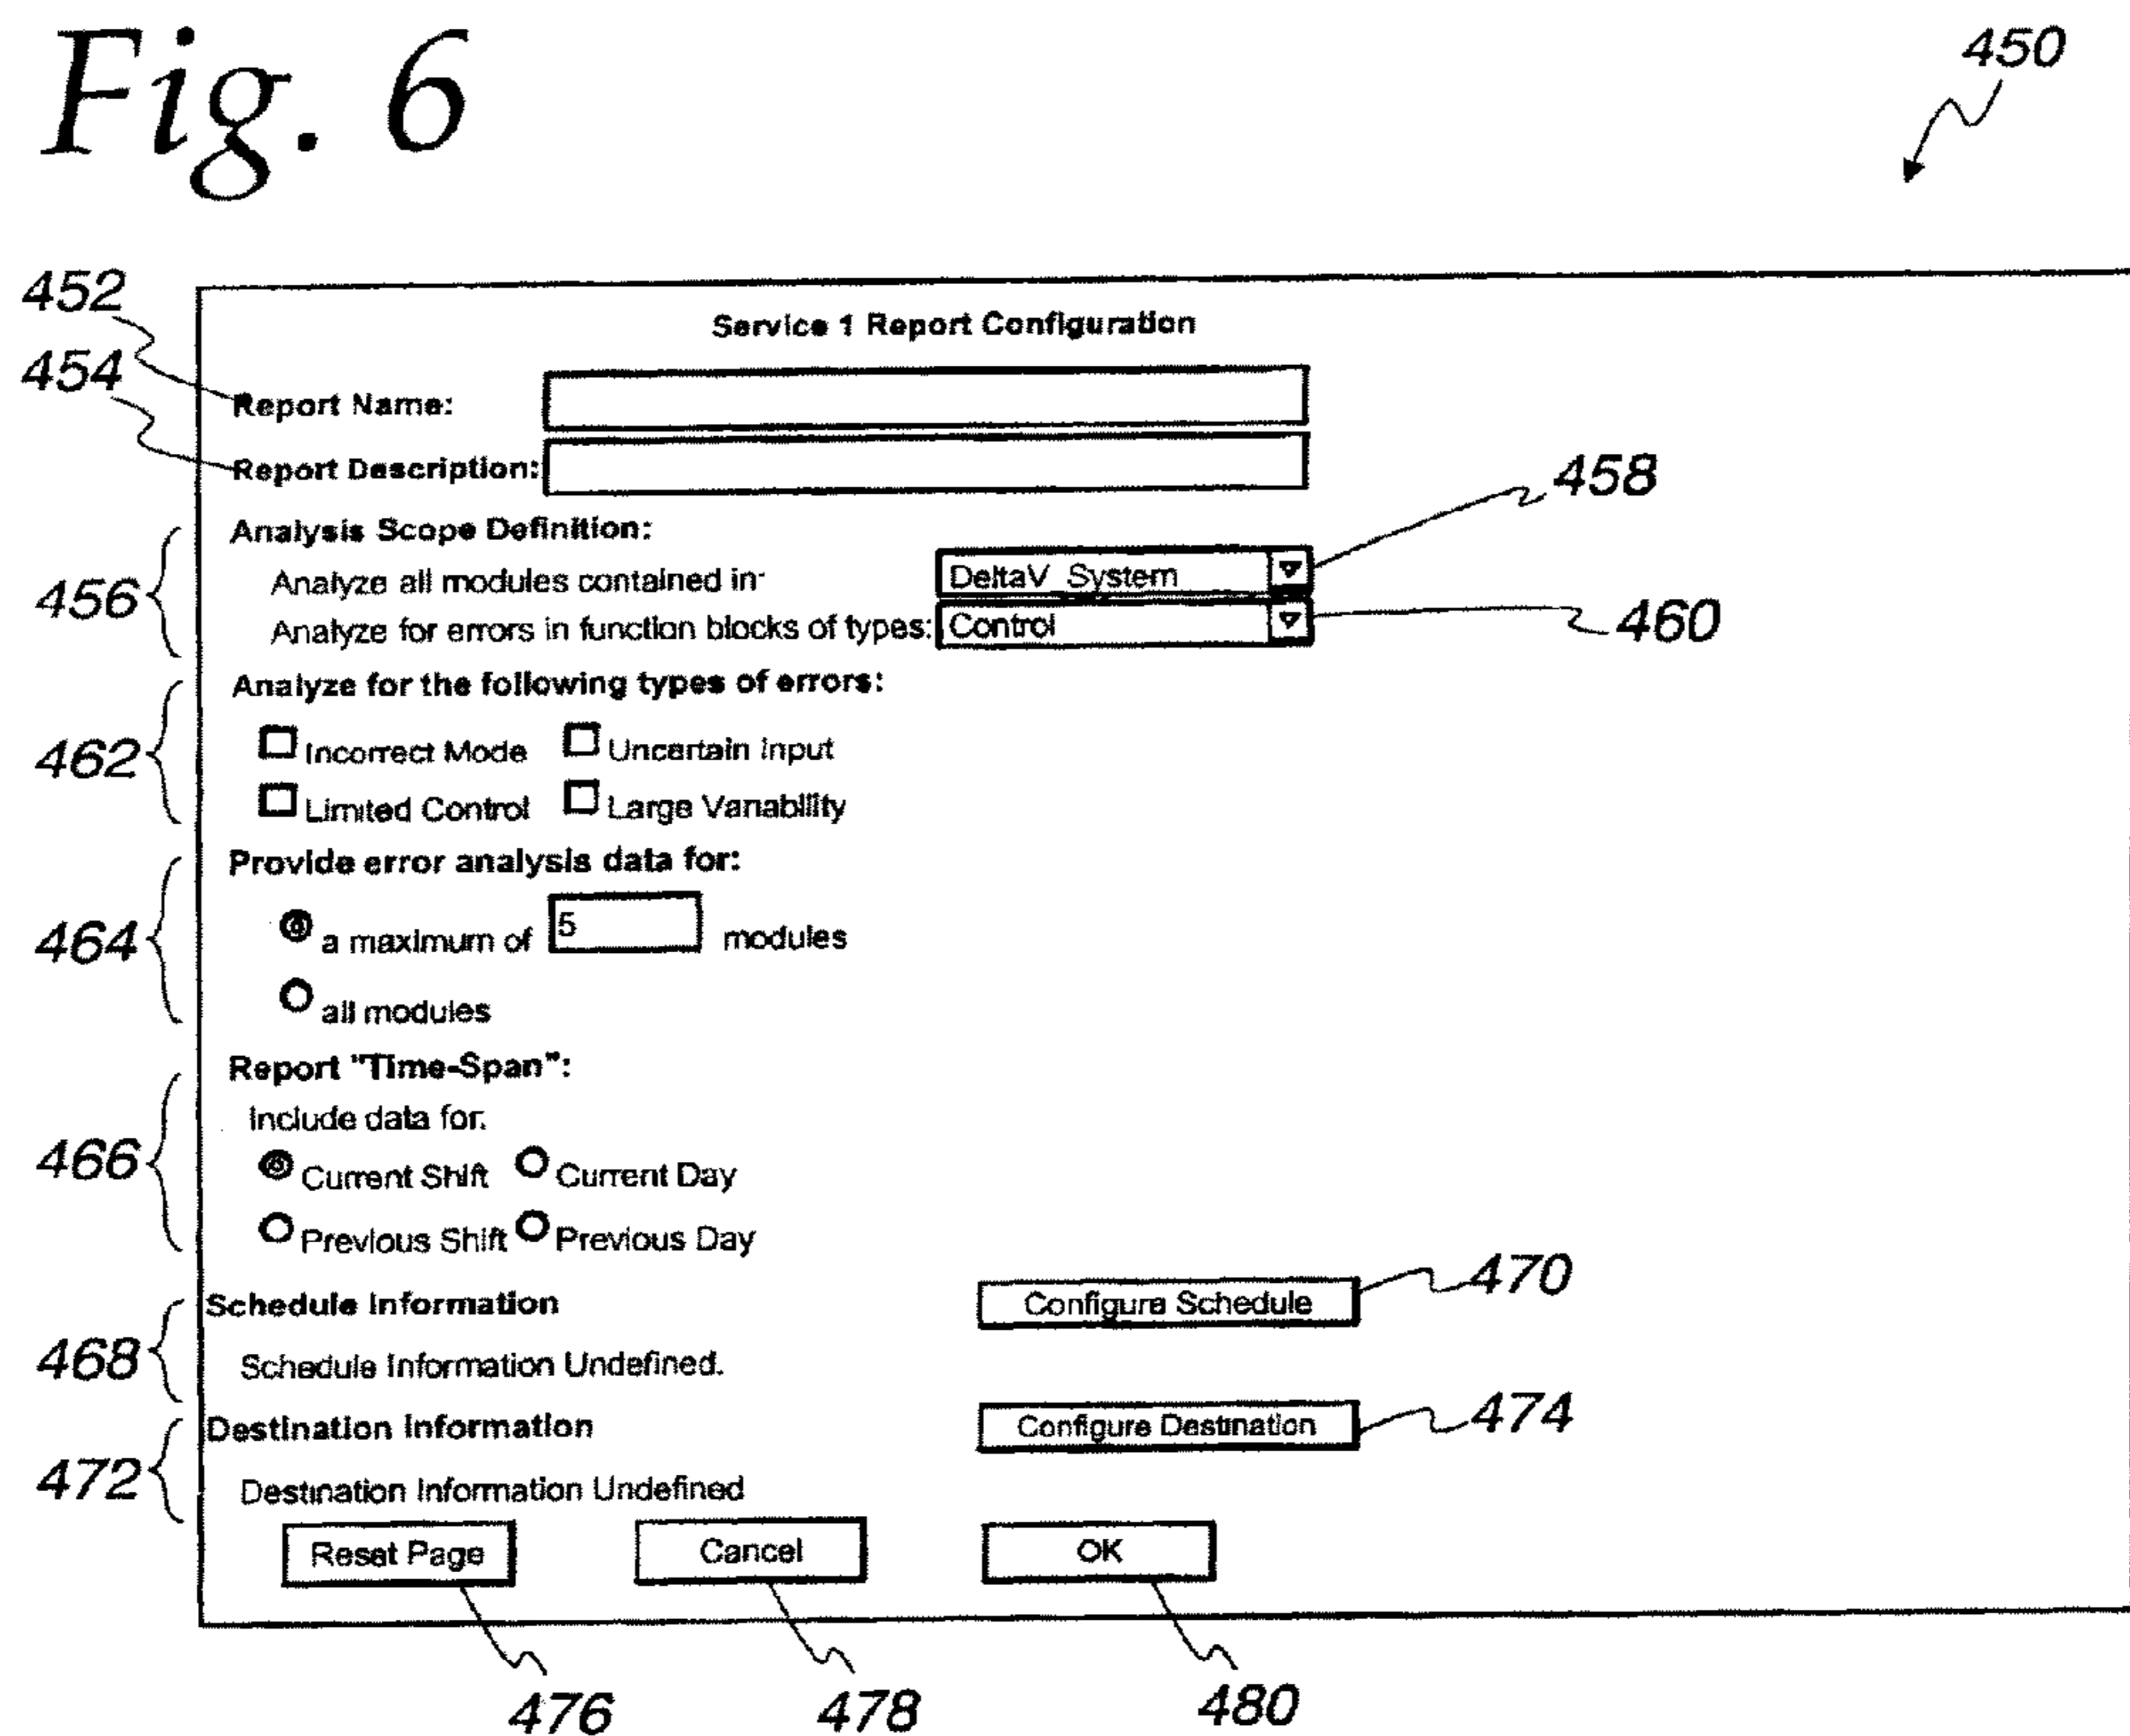 Fig. 6
450
452
Service 1 Report Configuration
454
Report Name:
Report Description:
458
Analysis Scope Definition:
456
Analyze all modules contained in:
DeltaV_System
Analyze for errors in function blocks of types:
Control
460
Analyze for the following types of errors:
462
Incorrect Mode
Uncertain Input
Limited Control
Large Variability
Provide error analysis data for:
464
a maximum of 5 modules
all modules
Report "Time-Span":
466
Include data for:
Current Shift
Current Day
Previous Shift
Previous Day
Schedule Information
Configure Schedule
470
468
Schedule Information Undefined.
Destination Information
Configure Destination
474
472
Destination Information Undefined
Reset Page
Cancel
OK
476
478
480